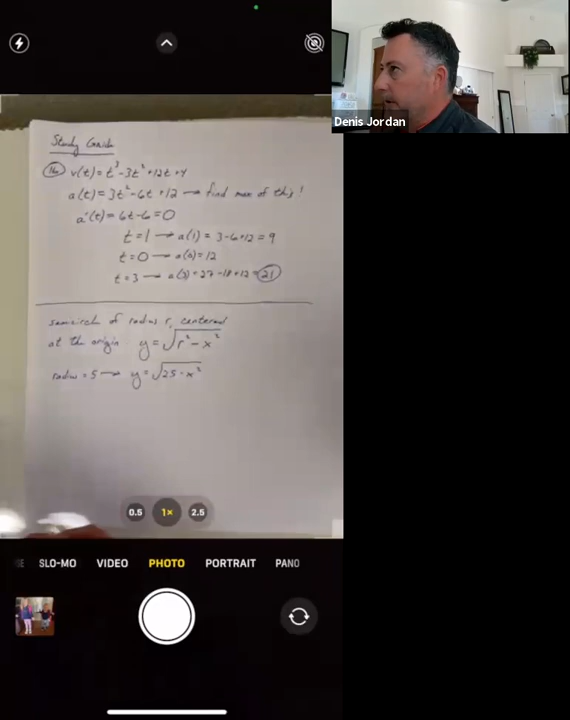 Denis Jordan
Study Guide
16 v(t) = t³ - 3t² + 12t + 4
a(t) = 3t² - 6t + 12 → find max of this!
a'(t) = 6t - 6 = 0
t = 1 → a(1) = 3 - 6 + 12 = 9
t = 0 → a(0) = 12
t = 3 → a(3) = 27 - 18 + 12 = 21
semicircle of radius r, centered
at the origin y = √r² - x²
radius = 5 → y = √25 - x²
0.5 1× 2.5
SLO-MO VIDEO PHOTO PORTRAIT PANO